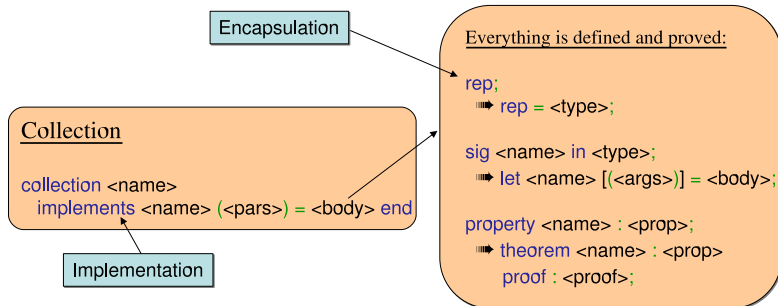 Encapsulation
Collection
collection <name>
implements <name> (<pars>) = <body> end
Implementation
Everything is defined and proved:
rep;
➠ rep = <type>;
sig <name> in <type>;
➠ let <name> [(<args>)] = <body>;
property <name> : <prop>;
➠ theorem <name> : <prop>
proof : <proof>;